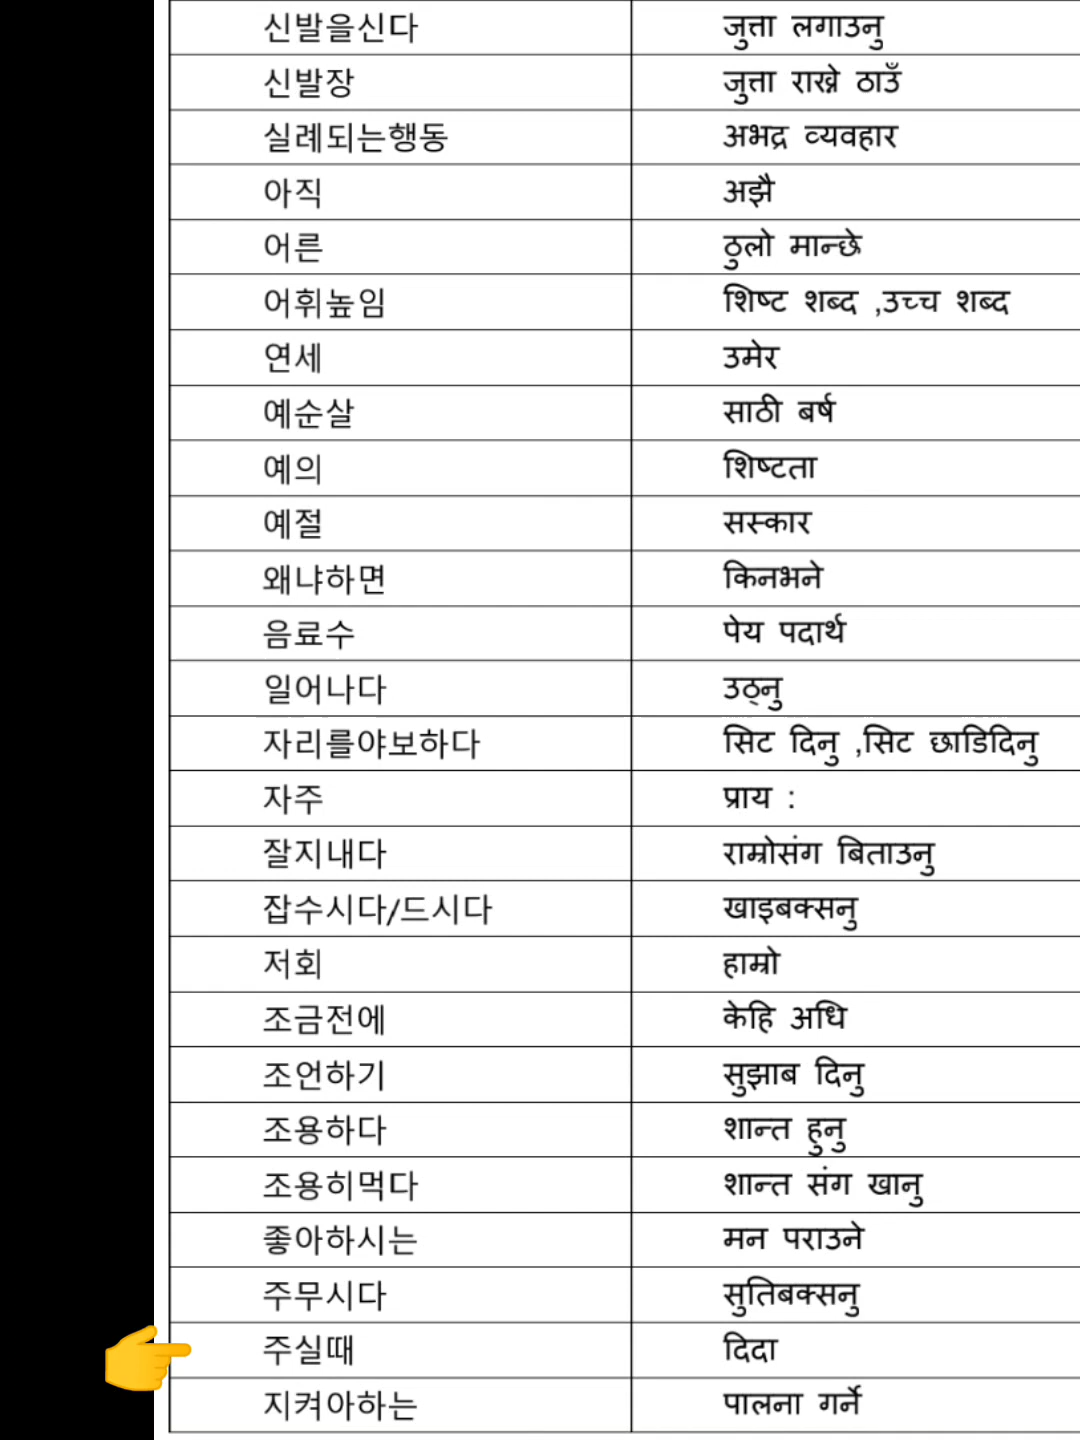 신발을신다 जुत्ता लगाउनु
신발장 जुत्ता राख्ने ठाउँ
실례되는행동 अभद्र व्यवहार
아직 अझै
어른 ठुलो मान्छे
어휘높임 शिष्ट शब्द ,उच्च शब्द
연세 उमेर
예순살 साठी बर्ष
예의 शिष्टता
예절 सस्कार
왜냐하면 किनभने
음료수 पेय पदार्थ
일어나다 उठ्नु
자리를야보하다 सिट दिनु ,सिट छाडिदिनु
자주 प्राय :
잘지내다 राम्रोसंग बिताउनु
잡수시다/드시다 खाइबक्सनु
저회 हाम्रो
조금전에 केहि अधि
조언하기 सुझाब दिनु
조용하다 शान्त हुनु
조용히먹다 शान्त संग खानु
좋아하시는 मन पराउने
주무시다 सुतिबक्सनु
주실때 दिदा
지켜아하는 पालना गर्ने